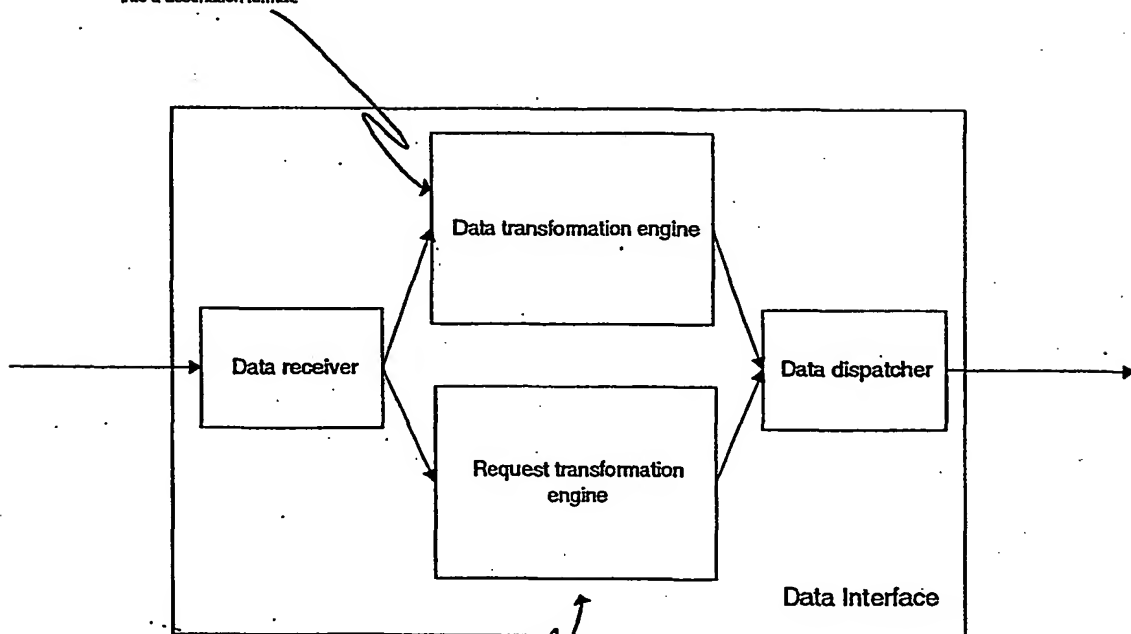 Data transformation engine
Data receiver
Data dispatcher
Request transformation
engine
Data Interface